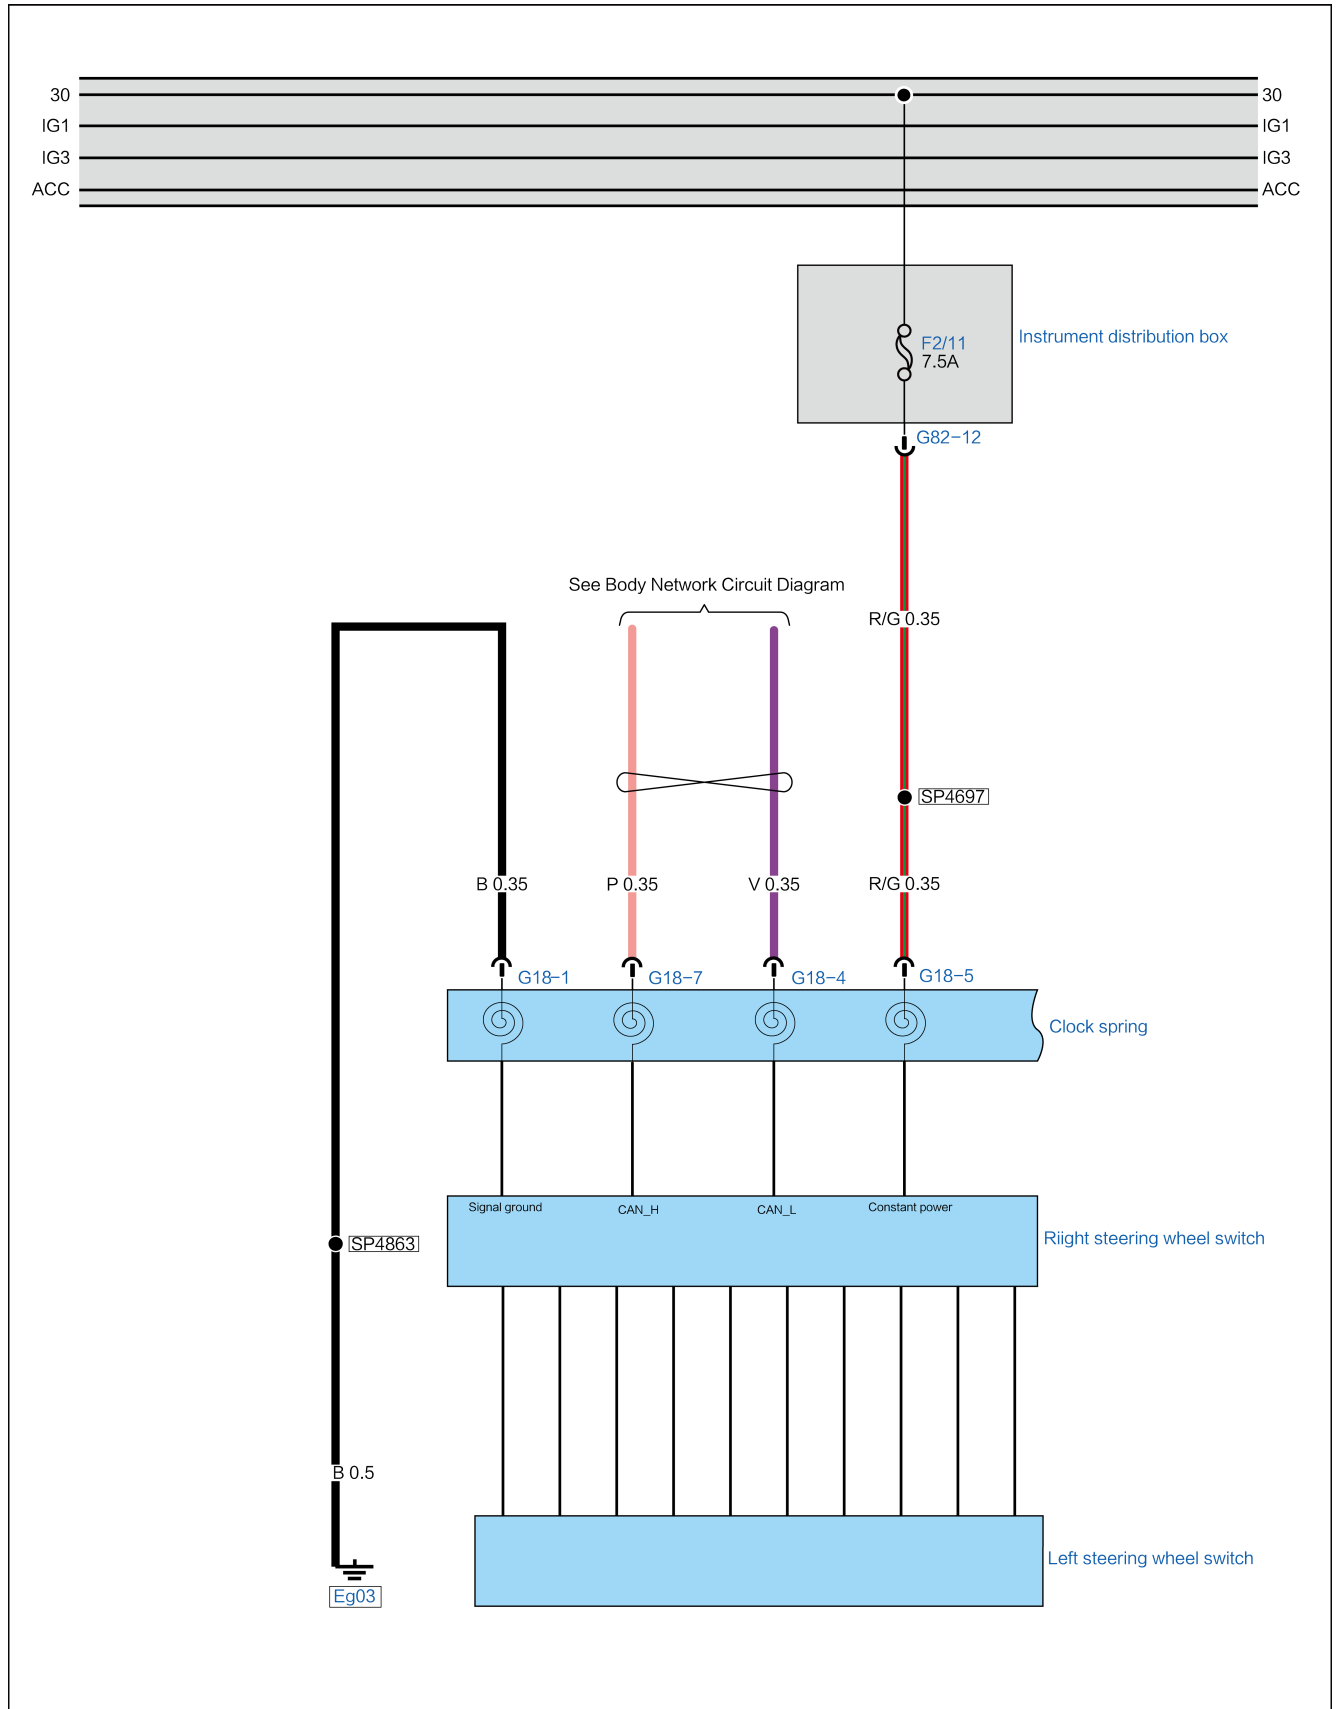 30 30
IG1 IG1
IG3 IG3
ACC ACC
F2/11
7.5A
Instrument distribution box
G82-12
See Body Network Circuit Diagram
R/G 0.35
SP4697
B 0.35 P 0.35 V 0.35 R/G 0.35
G18-1 G18-7 G18-4 G18-5
Clock spring
Signal ground CAN_H CAN_L Constant power
Riight steering wheel switch
SP4863
B 0.5
Left steering wheel switch
Eg03